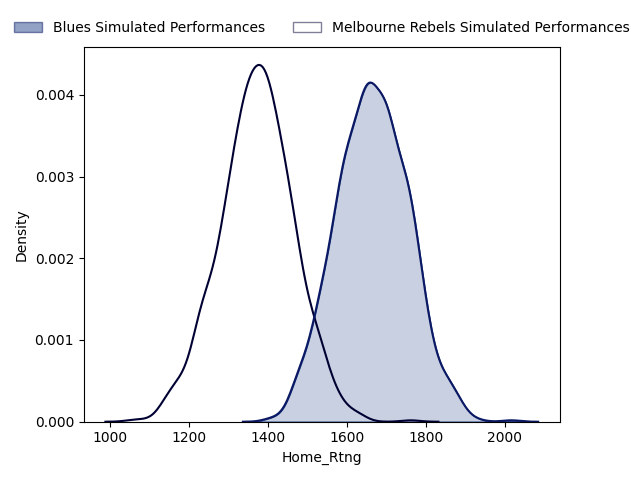 Blues Simulated Performances Melbourne Rebels Simulated Performances
0.004
0.003
0.002
0.001
0.000
Density
1000 1200 1400 1600 1800 2000
Home_Rtng